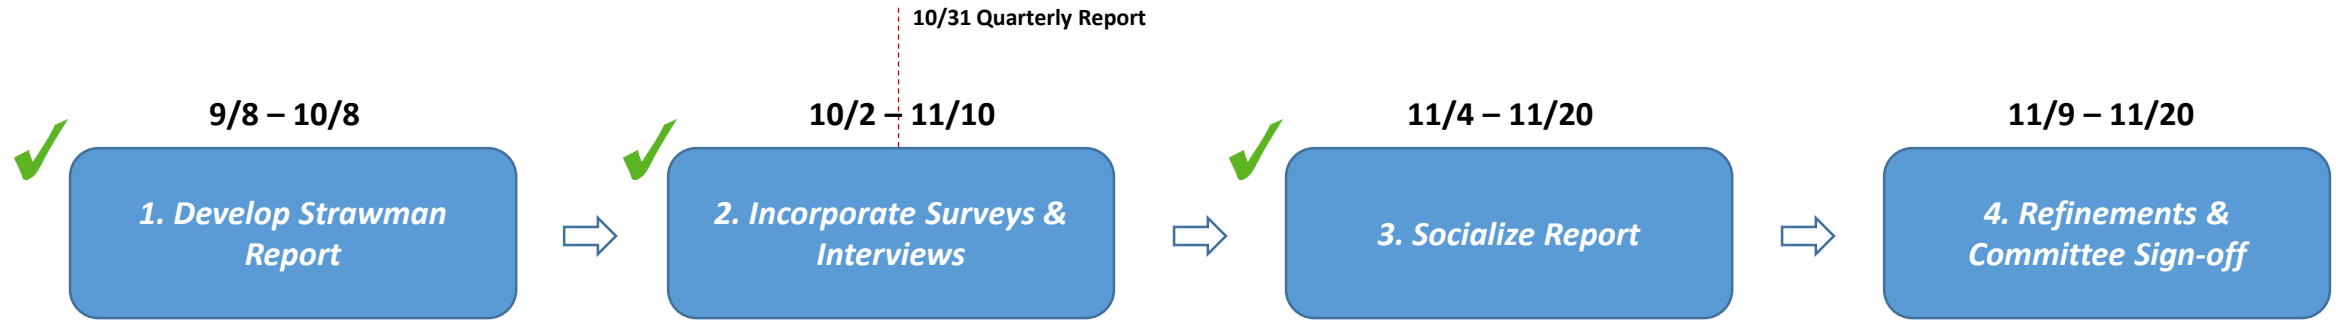 10/31 Quarterly Report
9/8 – 10/8
10/2 – 11/10
11/4 – 11/20
11/9 – 11/20
1. Develop Strawman
Report
2. Incorporate Surveys &
Interviews
3. Socialize Report
4. Refinements &
Committee Sign-off